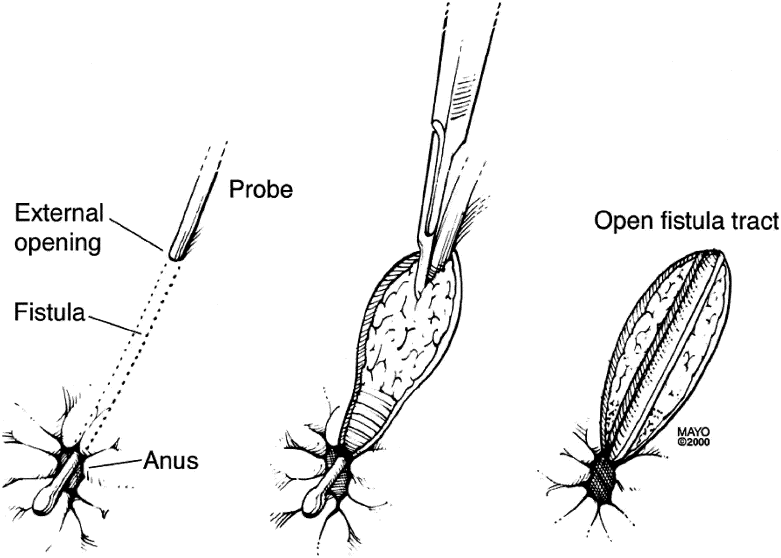 Probe
External
opening
Fistula
Anus
Open fistula tract
MAYO
©2000